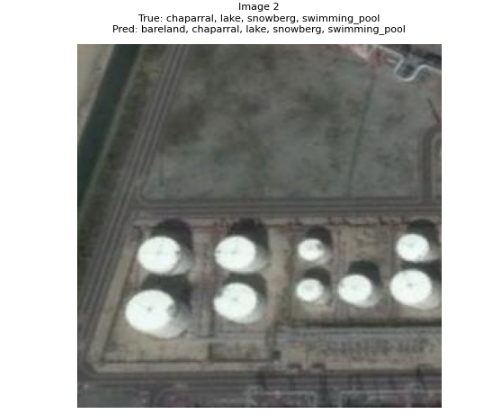 Image 2
True: chaparral, lake, snowberg, swimming_pool
Pred: bareland, chaparral, lake, snowberg, swimming_pool